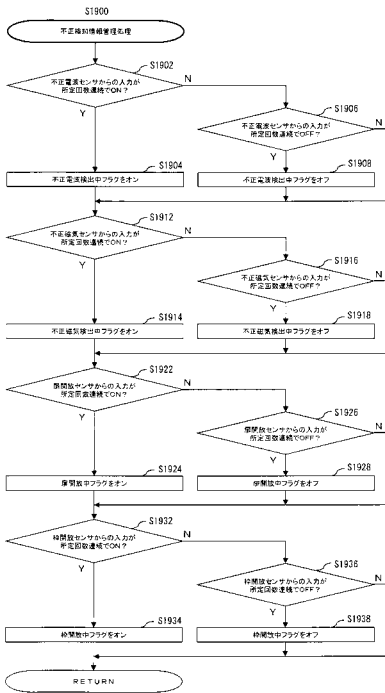 S1900
不正検知情報管理処理
S1902
不正電波センサからの入力が
所定回数連続でON?
N
Y
S1906
不正電波センサからの入力が
所定回数連続でOFF?
N
Y
S1904
不正電波検出中フラグをオン
S1908
不正電波検出中フラグをオフ
S1912
不正磁気センサからの入力が
所定回数連続でON?
N
Y
S1916
不正磁気センサからの入力が
所定回数連続でOFF?
N
Y
S1914
不正磁気検出中フラグをオン
S1918
不正磁気検出中フラグをオフ
S1922
扉開放センサからの入力が
所定回数連続でON?
N
Y
S1926
扉開放センサからの入力が
所定回数連続でOFF?
N
Y
S1924
扉開放中フラグをオン
S1928
扉開放中フラグをオフ
S1932
枠開放センサからの入力が
所定回数連続でON?
N
Y
S1936
枠開放センサからの入力が
所定回数連続でOFF?
N
Y
S1934
枠開放中フラグをオン
S1938
枠開放中フラグをオフ
RETURN